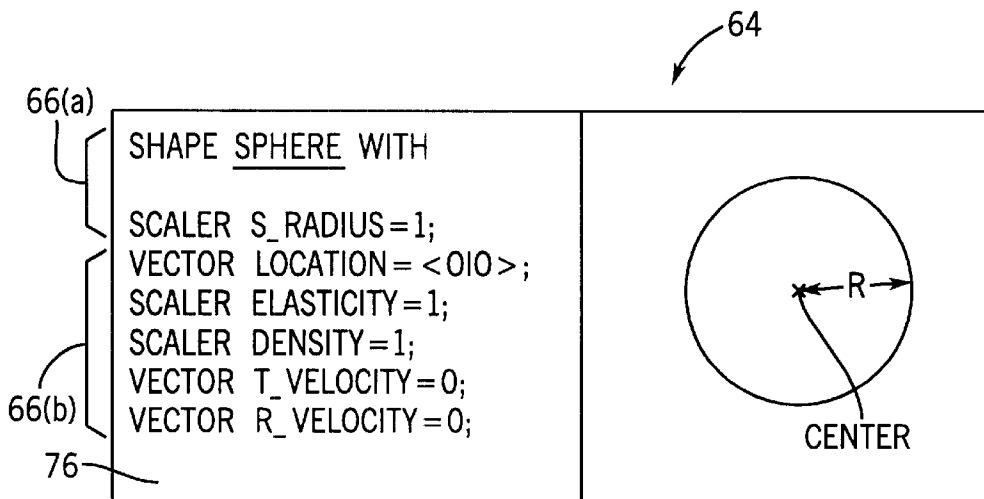 64
66(a)
SHAPE SPHERE WITH
SCALER S_RADIUS=1;
VECTOR LOCATION=<010>;
SCALER ELASTICITY=1;
SCALER DENSITY=1;
VECTOR T_VELOCITY=0;
VECTOR R_VELOCITY=0;
66(b)
76
R
CENTER